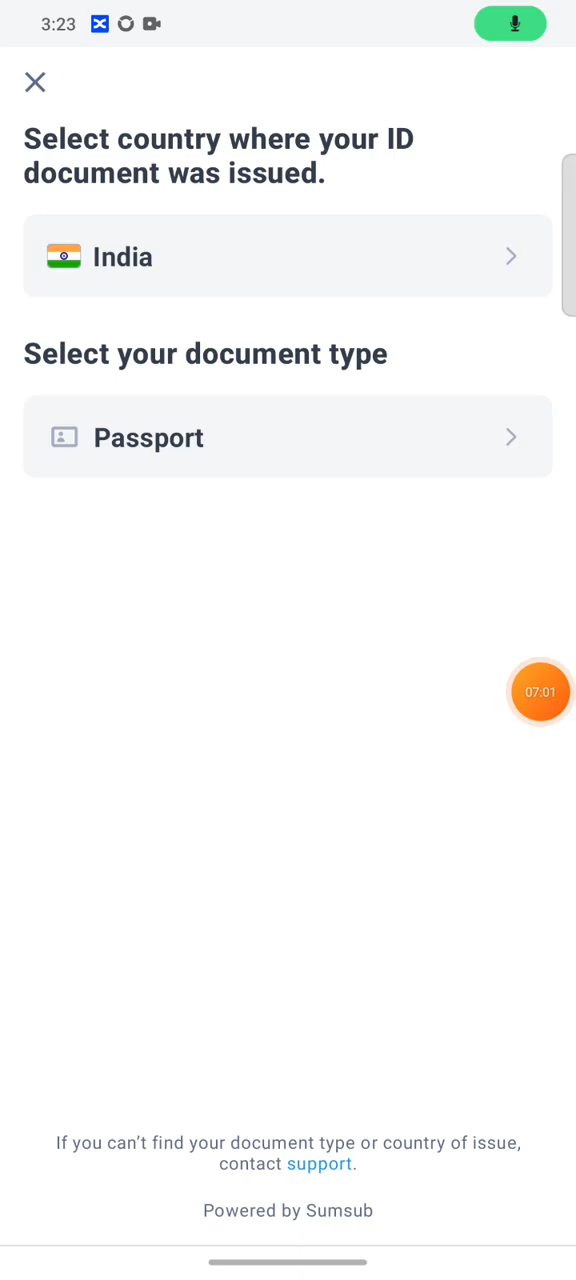 3:23
Select country where your ID
document was issued.
India
Select your document type
Passport
07:01
If you can’t find your document type or country of issue,
contact support.
Powered by Sumsub